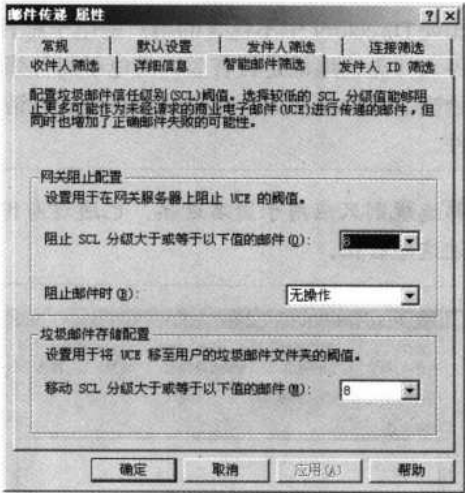 邮件传递 属性
常规 默认设置 发件人筛选 连接筛选
收件人筛选 详细信息 智能邮件筛选 发件人 ID 筛选
配置垃圾邮件信任级别(SCL)阈值。选择较低的 SCL 分级值能够阻
止更多可能作为未经请求的商业电子邮件(UCE)进行传递的邮件，但
同时也增加了正确邮件失败的可能性。
网关阻止配置
设置用于在网关服务器上阻止 UCE 的阈值。
阻止 SCL 分级大于或等于以下值的邮件(O):
阻止邮件时(B): 无操作
垃圾邮件存储配置
设置用于将 UCE 移至用户的垃圾邮件文件夹的阈值。
移动 SCL 分级大于或等于以下值的邮件(M): 8
确定 取消 应用(A) 帮助